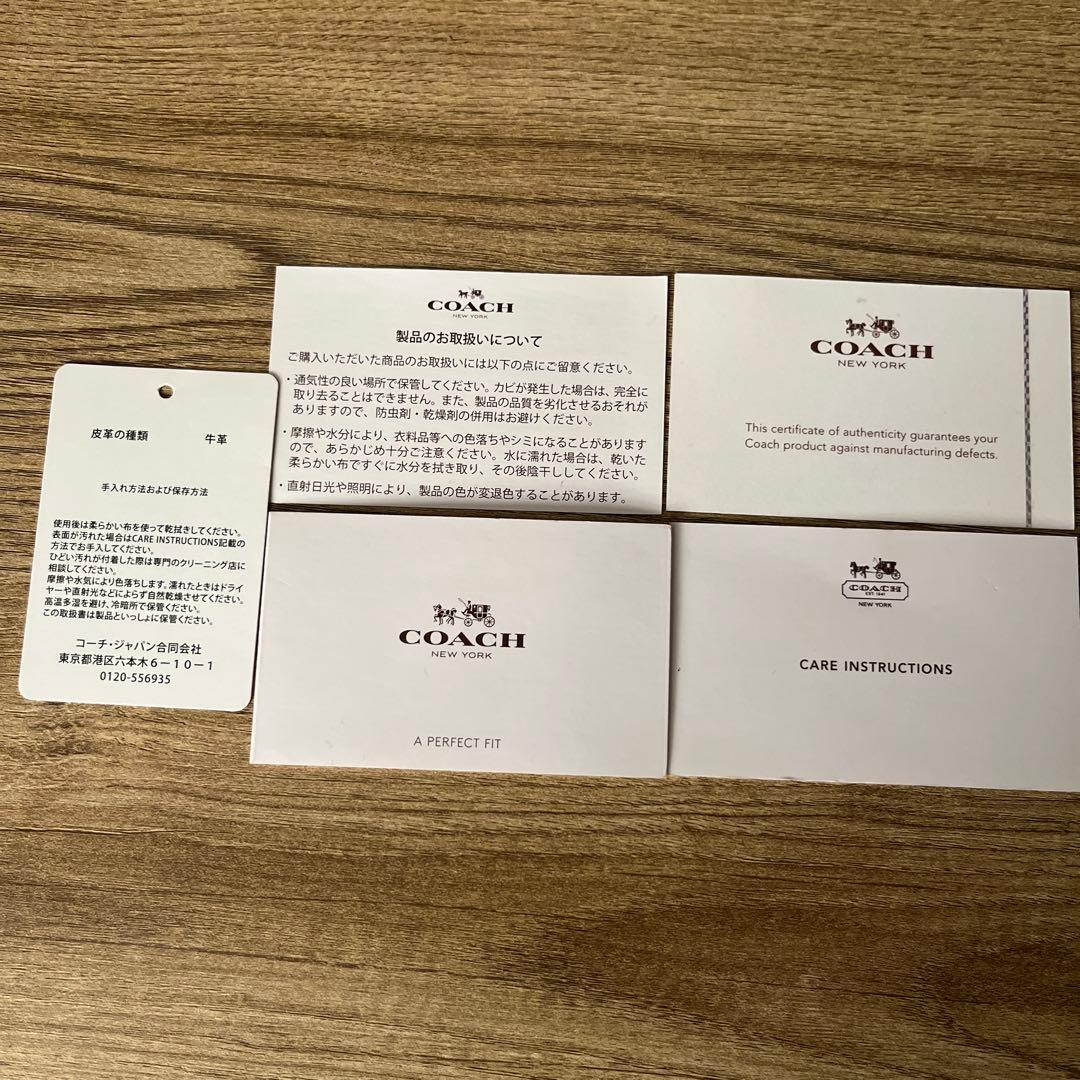 皮革の種類 牛革
手入れ方法および保存方法
使用後は柔らかい布を使って乾拭きしてください。
表面が汚れた場合はCARE INSTRUCTIONS記載の
方法でお手入してください。
ひどい汚れが付着した際は専門のクリーニング店に
相談してください。
摩擦や水気により色落ちします。濡れたときはドライ
ヤーや直射光などによらず自然乾燥させてください。
高温多湿を避け、冷暗所で保管ください。
この取扱書は製品といっしょに保管ください。
コーチ・ジャパン合同会社
東京都港区六本木6－10－1
0120-556935
COACH
NEW YORK
製品のお取扱いについて
ご購入いただいた商品のお取扱いには以下の点にご留意ください。
・通気性の良い場所で保管してください。カビが発生した場合は、完全に
取り去ることはできません。また、製品の品質を劣化させるおそれが
ありますので、防虫剤・乾燥剤の併用はお避けください。
・摩擦や水分により、衣料品等への色落ちやシミになることがあります
ので、あらかじめ十分ご注意ください。水に濡れた場合は、乾いた
柔らかい布ですぐに水分を拭き取り、その後陰干ししてください。
・直射日光や照明により、製品の色が変退色することがあります。
COACH
NEW YORK
This certificate of authenticity guarantees your
Coach product against manufacturing defects.
COACH
NEW YORK
A PERFECT FIT
COACH
EST. 1941
NEW YORK
CARE INSTRUCTIONS